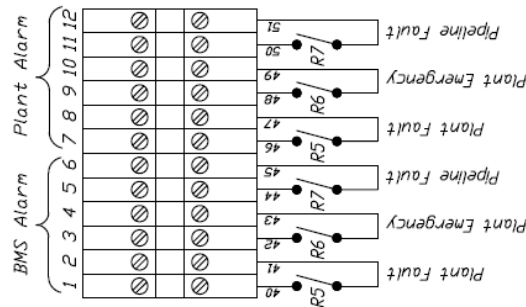 Plant Alarm
BMS Alarm
12
51
Pipeline Fault
11
50
R7
10
49
Plant Emergency
9
48
R6
8
47
Plant Fault
7
46
R5
6
45
Pipeline Fault
5
44
R7
4
43
Plant Emergency
3
42
R6
2
41
Plant Fault
1
40
R5